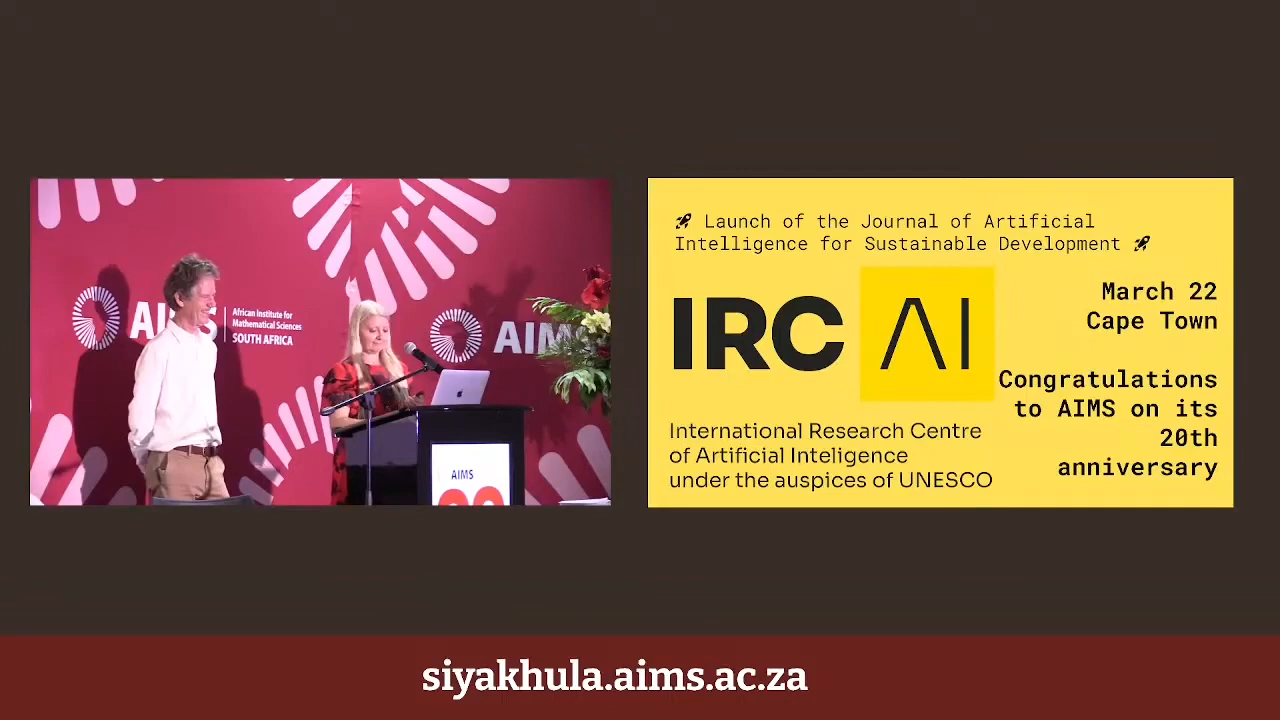 AIMS
African Institute for
Mathematical Sciences
SOUTH AFRICA
AIMS
AIMS
🚀 Launch of the Journal of Artificial
Intelligence for Sustainable Development 🚀
IRC AI
International Research Centre
of Artificial Inteligence
under the auspices of UNESCO
March 22
Cape Town
Congratulations
to AIMS on its
20th
anniversary
siyakhula.aims.ac.za